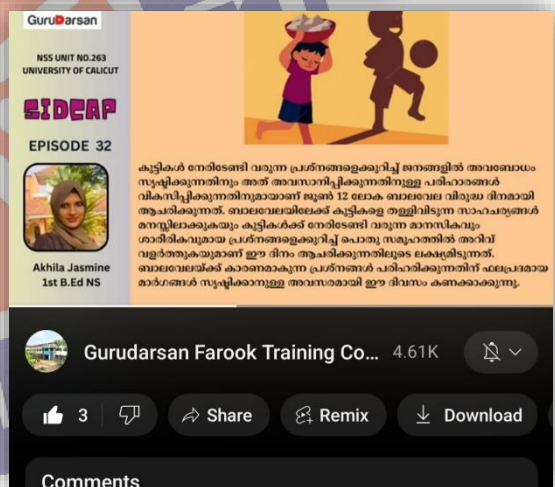 GuruDarsan
NSS UNIT NO.263
UNIVERSITY OF CALICUT
SIDCAP
EPISODE 32
Akhila Jasmine
1st B.Ed NS
കുട്ടികൾ നേരിടേണ്ടി വരുന്ന പ്രശ്നങ്ങളെക്കുറിച്ച് ജനങ്ങളിൽ അവബോധം
സൃഷ്ടിക്കുന്നതിനും അത് അവസാനിപ്പിക്കുന്നതിനുള്ള പരിഹാരങ്ങൾ
വികസിപ്പിക്കുന്നതിനുമായാണ് ജൂൺ 12 ലോക ബാലവേല വിരുദ്ധ ദിനമായി
ആചരിക്കുന്നത്. ബാലവേലയിലേക്ക് കുട്ടികളെ തള്ളിവിടുന്ന സാഹചര്യങ്ങൾ
മനസ്സിലാക്കുകയും കുട്ടികൾക്ക് നേരിടേണ്ടി വരുന്ന മാനസികവും
ശാരീരികവുമായ പ്രശ്നങ്ങളെക്കുറിച്ച് പൊതു സമൂഹത്തിൽ അറിവ്
വളർത്തുകയുമാണ് ഈ ദിനം ആചരിക്കുന്നതിലൂടെ ലക്ഷ്യമിടുന്നത്.
ബാലവേലയ്ക്ക് കാരണമാകുന്ന പ്രശ്നങ്ങൾ പരിഹരിക്കുന്നതിന് ഫലപ്രദമായ
മാർഗങ്ങൾ സൃഷ്ടിക്കാനുള്ള അവസരമായി ഈ ദിവസം കണക്കാക്കുന്നു.
Gurudarsan Farook Training Co... 4.61K
3 Share Remix Download
Comments